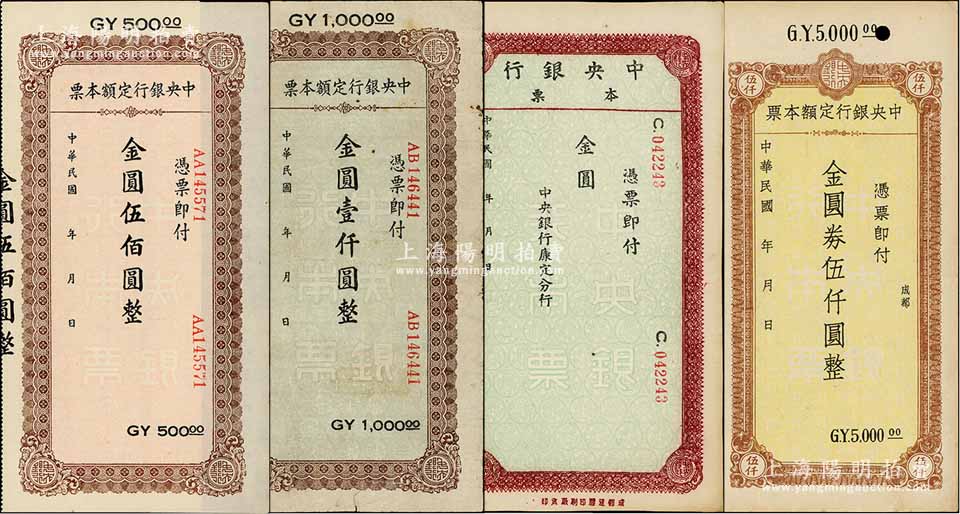 GY 500.00
中央銀行定額本票
憑票即付
金圓伍佰圓整
中華民國 年 月 日
AA145571
AA145571
GY 500.00
金圓伍佰圓整
GY 1,000.00
中央銀行定額本票
憑票即付
金圓壹仟圓整
中華民國 年 月 日
AB146441
AB146441
GY 1,000.00
中央銀行
本票
憑票即付
金圓
中央銀行康定分行
中華民國 年 月
C. 042243
C. 042243
G.Y.5,000.00
伍仟
伍仟
中央銀行定額本票
憑票即付
成都
金圓券伍仟圓整
中華民國 年 月 日
G.Y.5,000.00
伍仟
上海陽明拍賣
上海陽明拍賣
www.yangmingauction.com
上海陽明拍賣
www.yangmingauction.com